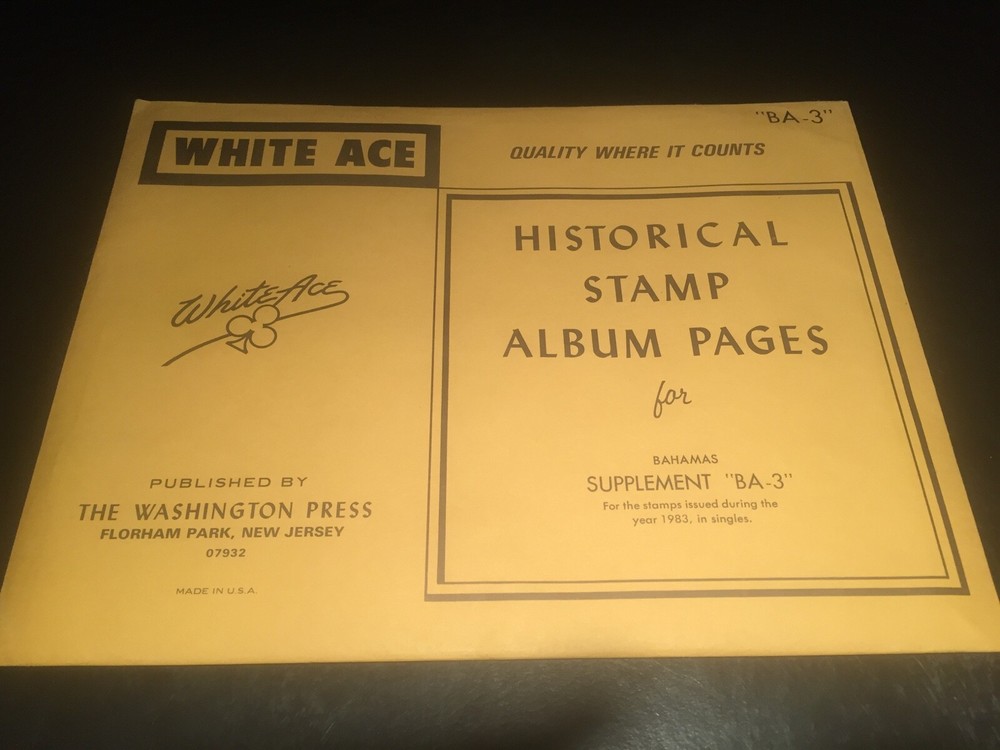 "BA-3"
WHITE ACE
QUALITY WHERE IT COUNTS
White Ace
PUBLISHED BY
THE WASHINGTON PRESS
FLORHAM PARK, NEW JERSEY
07932
MADE IN U.S.A.
HISTORICAL
STAMP
ALBUM PAGES
for
BAHAMAS
SUPPLEMENT "BA-3"
For the stamps issued during the
year 1983, in singles.